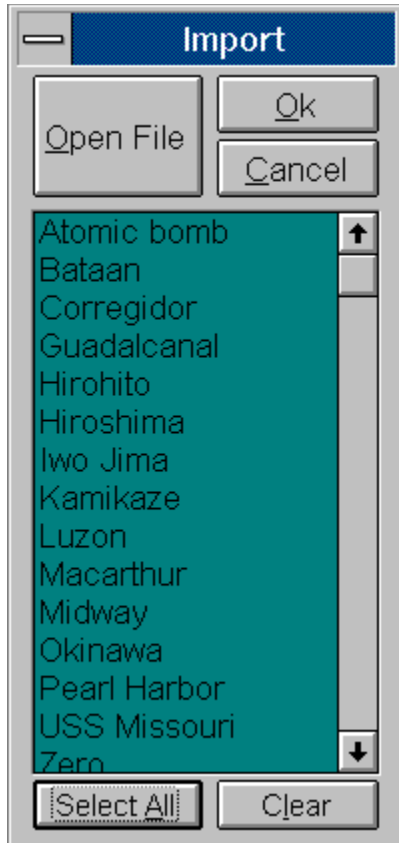 Import
Open File
Ok
Cancel
Atomic bomb
Bataan
Corregidor
Guadalcanal
Hirohito
Hiroshima
Iwo Jima
Kamikaze
Luzon
Macarthur
Midway
Okinawa
Pearl Harbor
USS Missouri
Zero
Select All
Clear